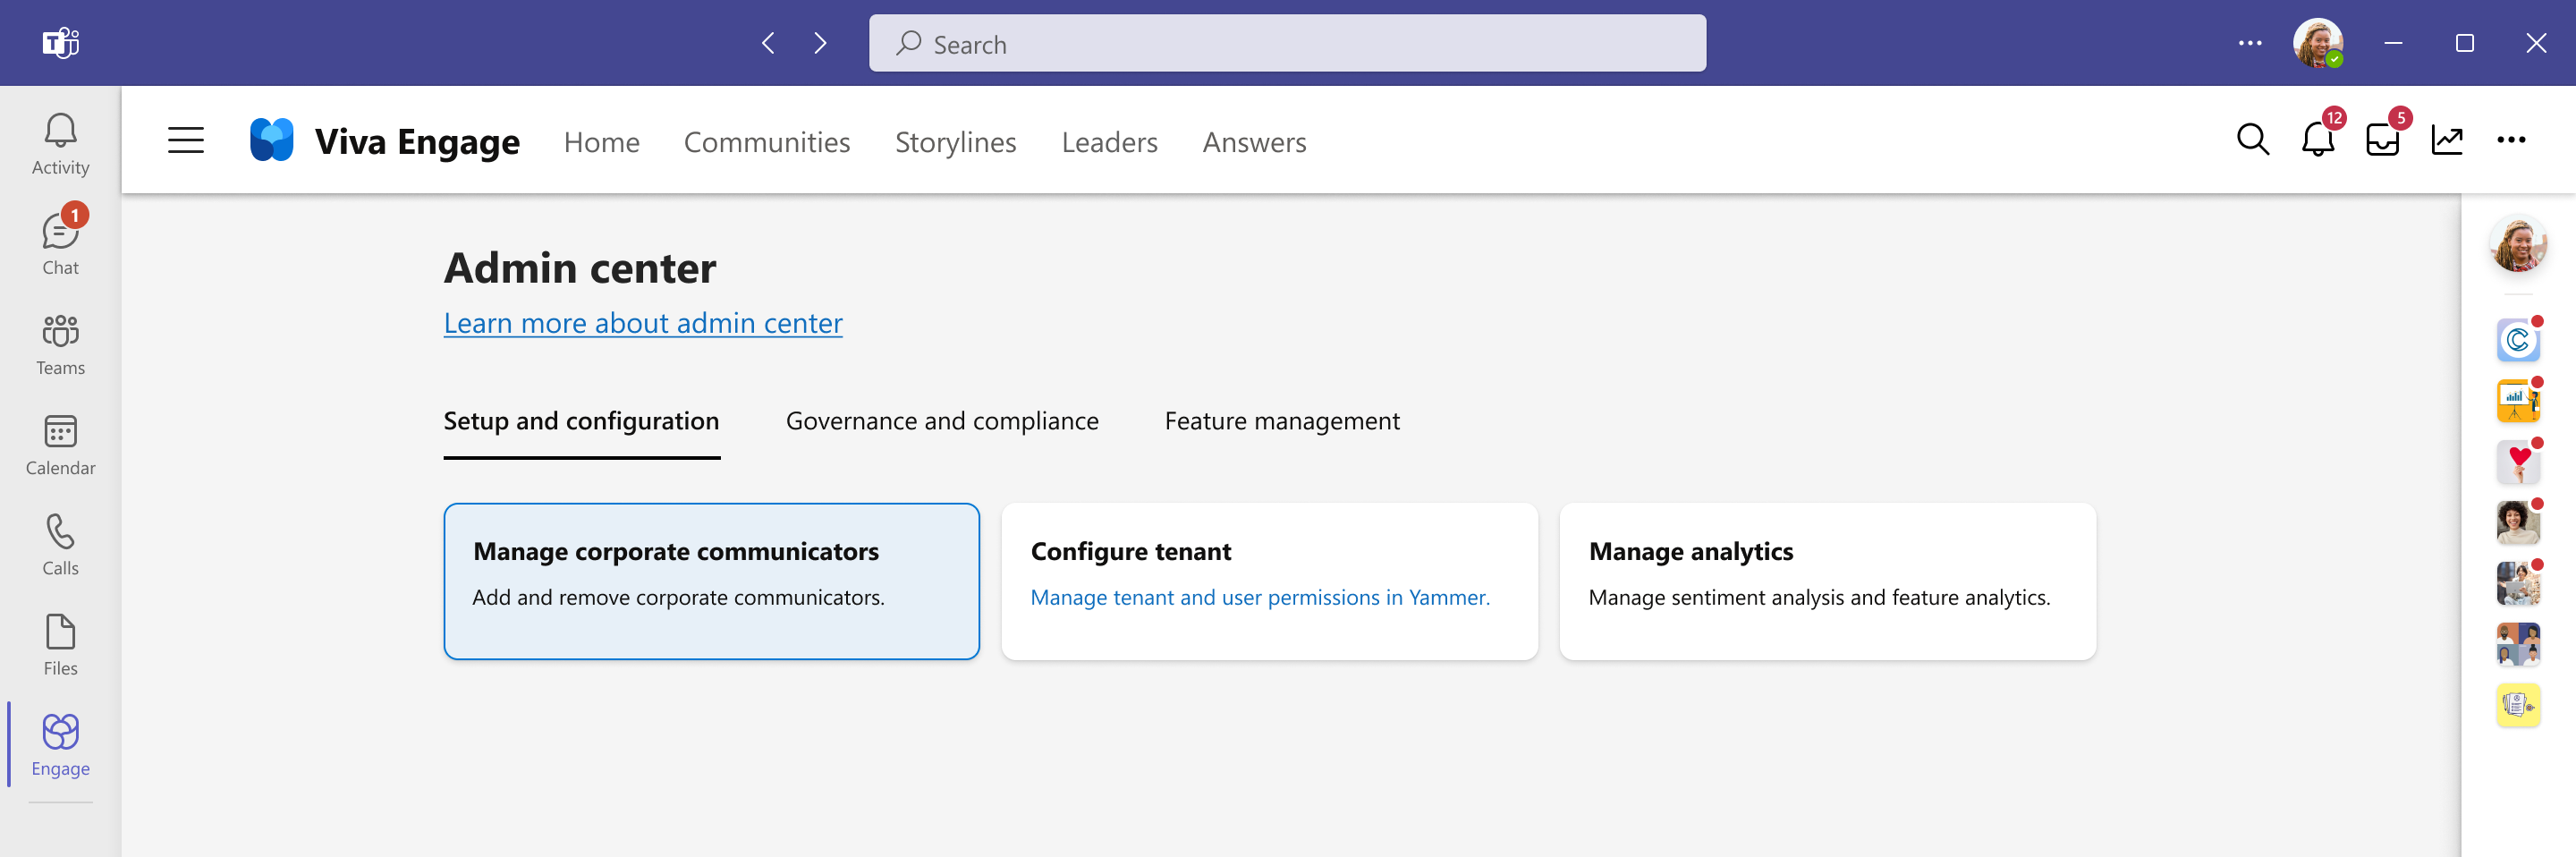 Search
Activity
1
Chat
Teams
Calendar
Calls
Files
Engage
Viva Engage
Home
Communities
Storylines
Leaders
Answers
12
5
Admin center
Learn more about admin center
Setup and configuration
Governance and compliance
Feature management
Manage corporate communicators
Add and remove corporate communicators.
Configure tenant
Manage tenant and user permissions in Yammer.
Manage analytics
Manage sentiment analysis and feature analytics.